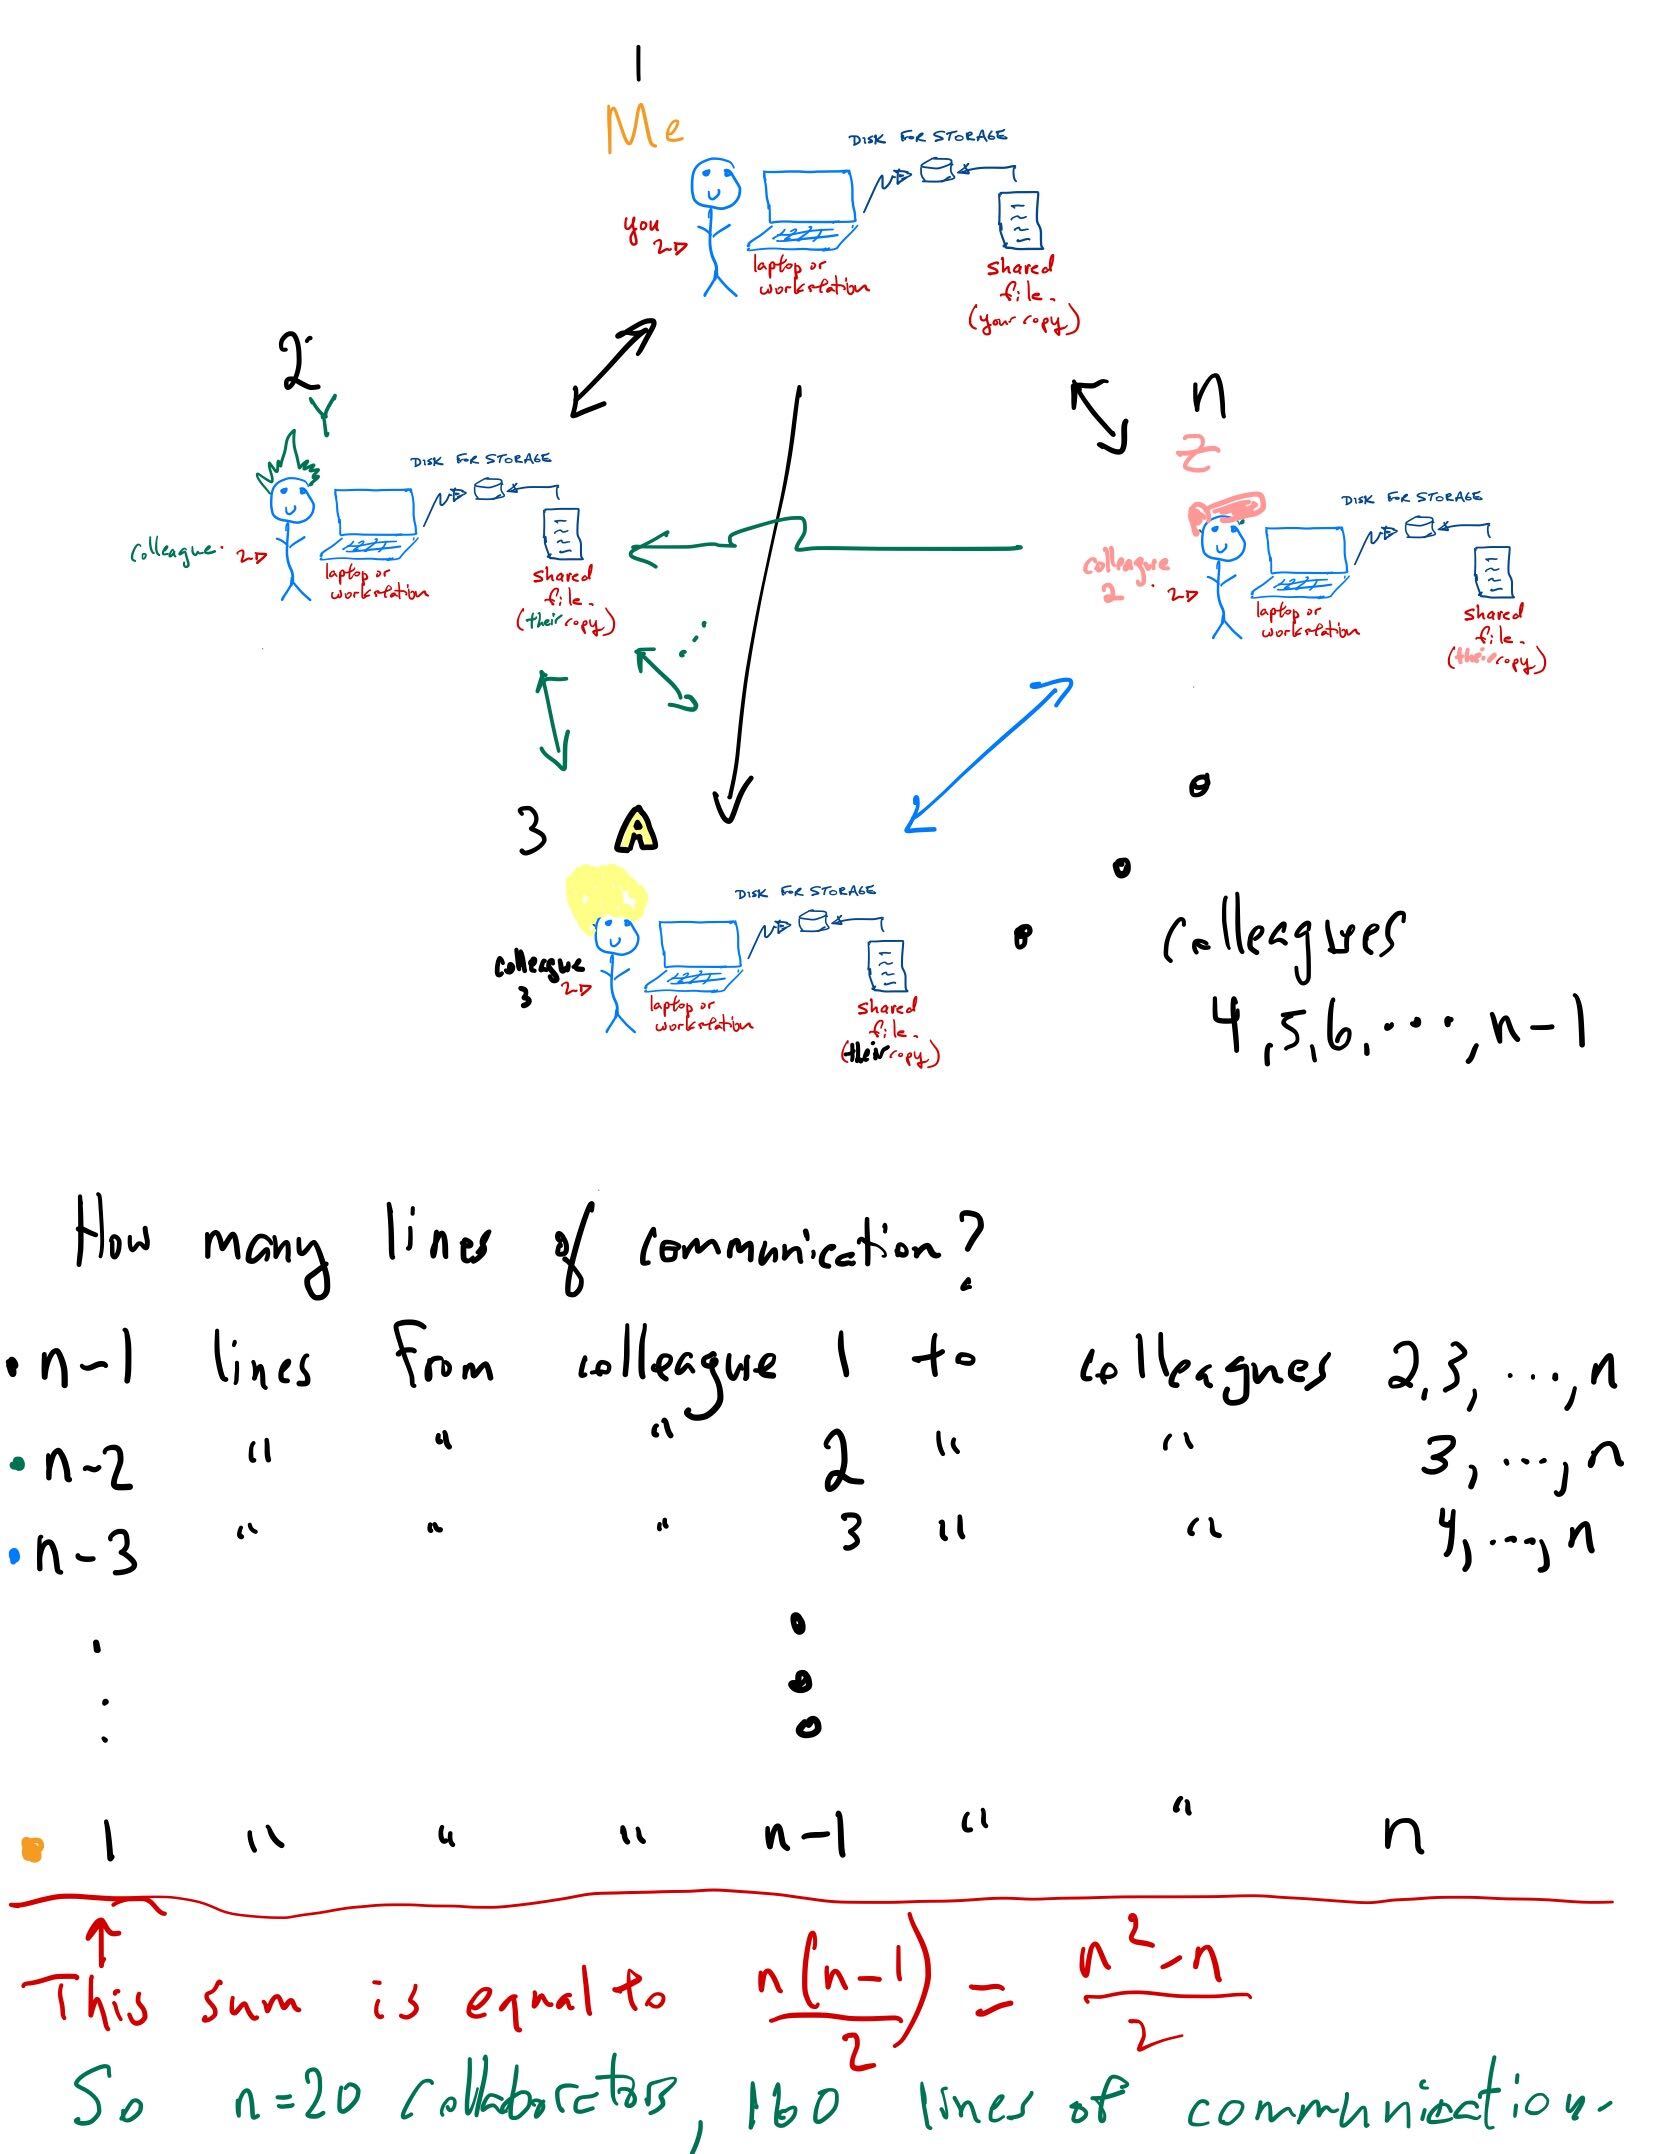 1
Me
DISK FOR STORAGE
you
laptop or
workstation
shared
file.
(your copy)
2
Y
DISK FOR STORAGE
colleague.
laptop or
workstation
shared
file.
(their copy)
n
Z
DISK FOR STORAGE
colleague
2.
laptop or
workstation
shared
file.
(their copy)
3 A
DISK FOR STORAGE
colleague
3
laptop or
workstation
shared
file.
(their copy)
colleagues
4,5,6,...,n-1
How many lines of communication?
• n-1 lines from colleague 1 to colleagues 2,3,...,n
• n-2 " " " 2 " " 3,...,n
• n-3 " " " 3 " " 4,...,n
• 1 " " " n-1 " " n
This sum is equal to n(n-1)/2 = n²-n/2
So n=20 collaborators, 160 lines of communication.